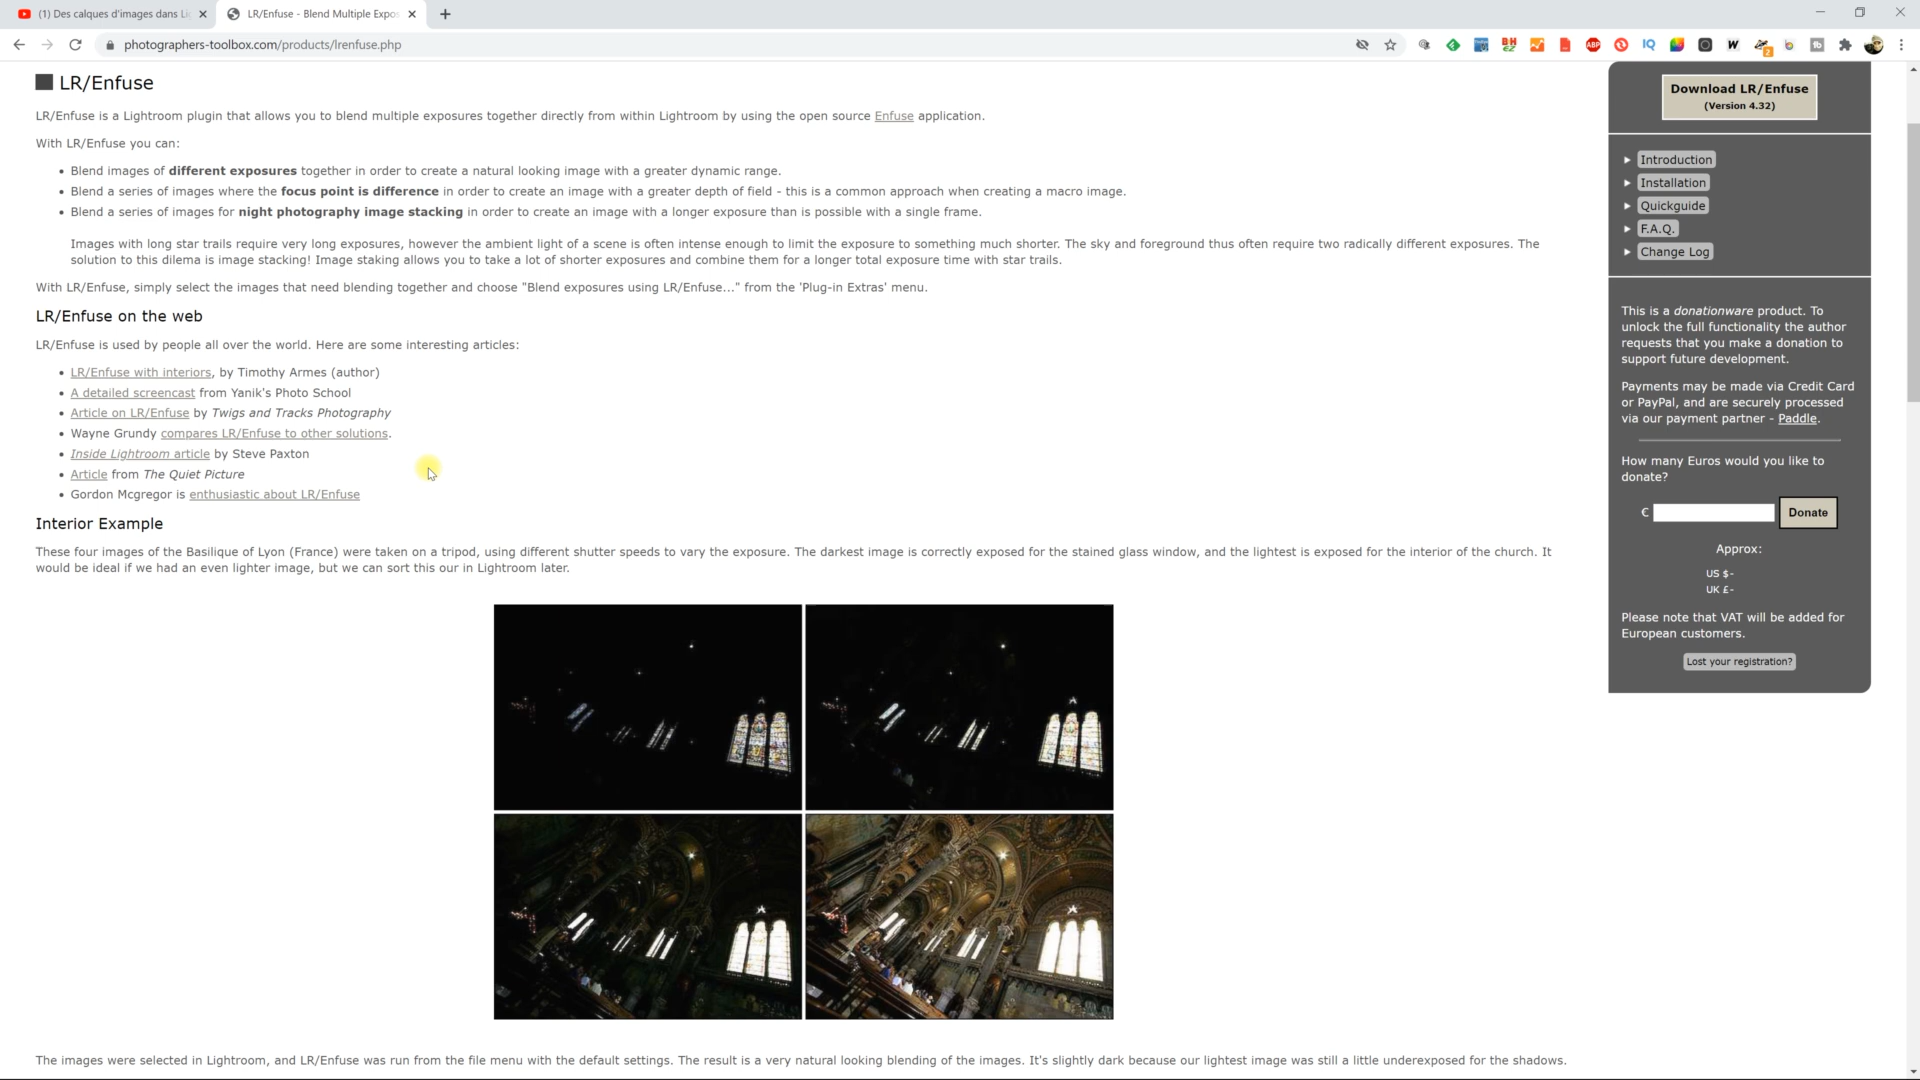 (1) Des calques d'images dans Li
LR/Enfuse - Blend Multiple Expos
photographers-toolbox.com/products/lrenfuse.php
LR/Enfuse
LR/Enfuse is a Lightroom plugin that allows you to blend multiple exposures together directly from within Lightroom by using the open source Enfuse application.
With LR/Enfuse you can:
Blend images of different exposures together in order to create a natural looking image with a greater dynamic range.
Blend a series of images where the focus point is difference in order to create an image with a greater depth of field - this is a common approach when creating a macro image.
Blend a series of images for night photography image stacking in order to create an image with a longer exposure than is possible with a single frame.
Images with long star trails require very long exposures, however the ambient light of a scene is often intense enough to limit the exposure to something much shorter. The sky and foreground thus often require two radically different exposures. The
solution to this dilema is image stacking! Image staking allows you to take a lot of shorter exposures and combine them for a longer total exposure time with star trails.
With LR/Enfuse, simply select the images that need blending together and choose "Blend exposures using LR/Enfuse..." from the 'Plug-in Extras' menu.
LR/Enfuse on the web
LR/Enfuse is used by people all over the world. Here are some interesting articles:
LR/Enfuse with interiors, by Timothy Armes (author)
A detailed screencast from Yanik's Photo School
Article on LR/Enfuse by Twigs and Tracks Photography
Wayne Grundy compares LR/Enfuse to other solutions.
Inside Lightroom article by Steve Paxton
Article from The Quiet Picture
Gordon Mcgregor is enthusiastic about LR/Enfuse
Interior Example
These four images of the Basilique of Lyon (France) were taken on a tripod, using different shutter speeds to vary the exposure. The darkest image is correctly exposed for the stained glass window, and the lightest is exposed for the interior of the church. It
would be ideal if we had an even lighter image, but we can sort this our in Lightroom later.
The images were selected in Lightroom, and LR/Enfuse was run from the file menu with the default settings. The result is a very natural looking blending of the images. It's slightly dark because our lightest image was still a little underexposed for the shadows.
Download LR/Enfuse
(Version 4.32)
Introduction
Installation
Quickguide
F.A.Q.
Change Log
This is a donationware product. To
unlock the full functionality the author
requests that you make a donation to
support future development.
Payments may be made via Credit Card
or PayPal, and are securely processed
via our payment partner - Paddle.
How many Euros would you like to
donate?
€ Donate
Approx:
US $-
UK £-
Please note that VAT will be added for
European customers.
Lost your registration?